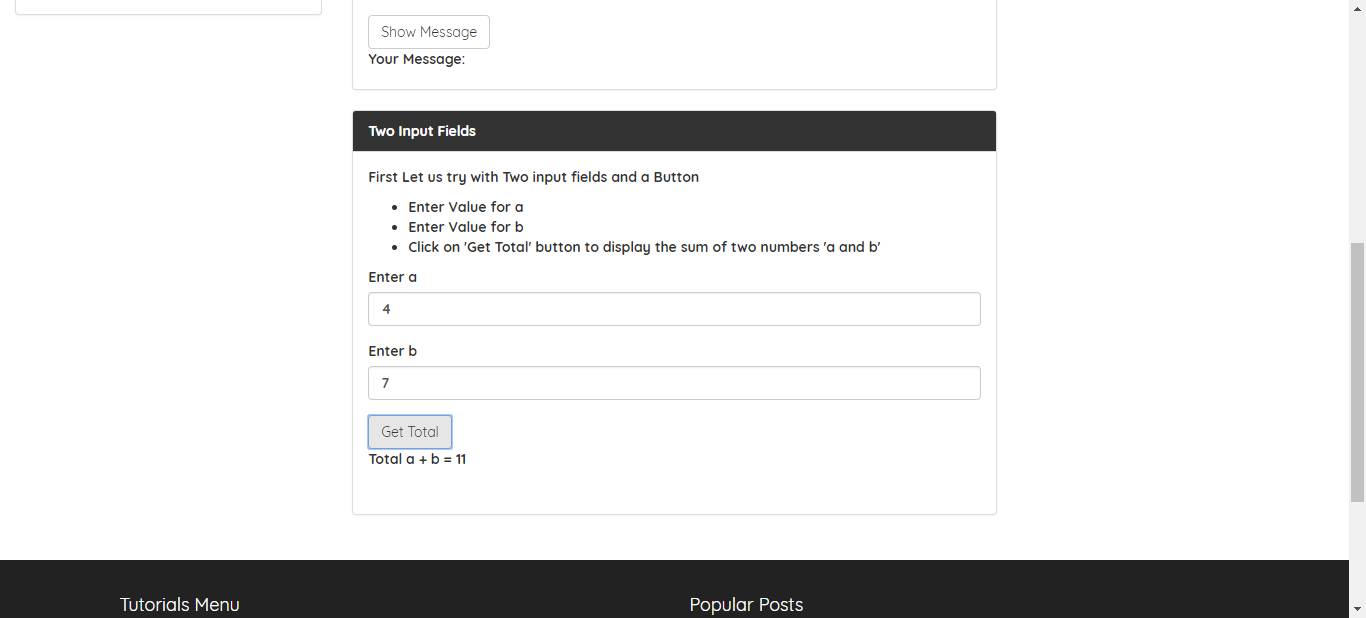 Show Message
Your Message:
Two Input Fields
First Let us try with Two input fields and a Button
Enter Value for a
Enter Value for b
Click on 'Get Total' button to display the sum of two numbers 'a and b'
Enter a
4
Enter b
7
Get Total
Total a + b = 11
Tutorials Menu Popular Posts